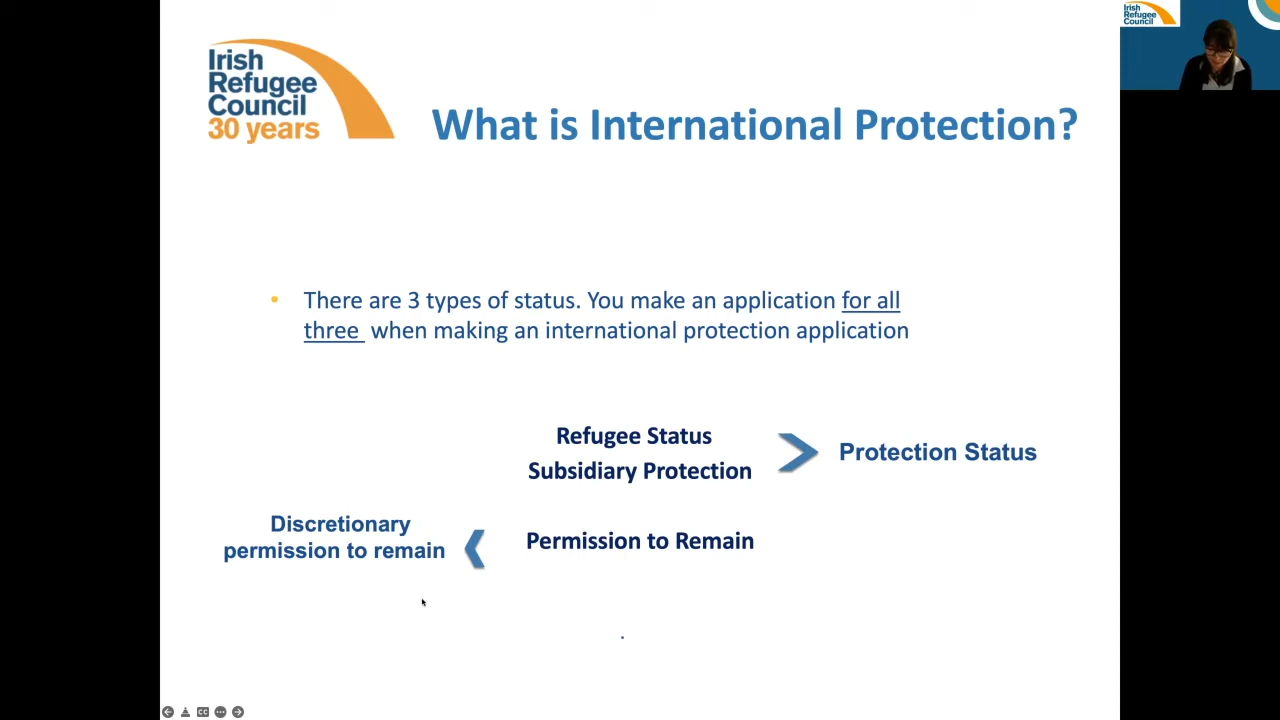 Irish
Refugee
Council
30 years
What is International Protection?
• There are 3 types of status. You make an application for all
three when making an international protection application
Refugee Status
Subsidiary Protection
Protection Status
Discretionary
permission to remain
Permission to Remain
.
CC
Irish
Refugee
Council